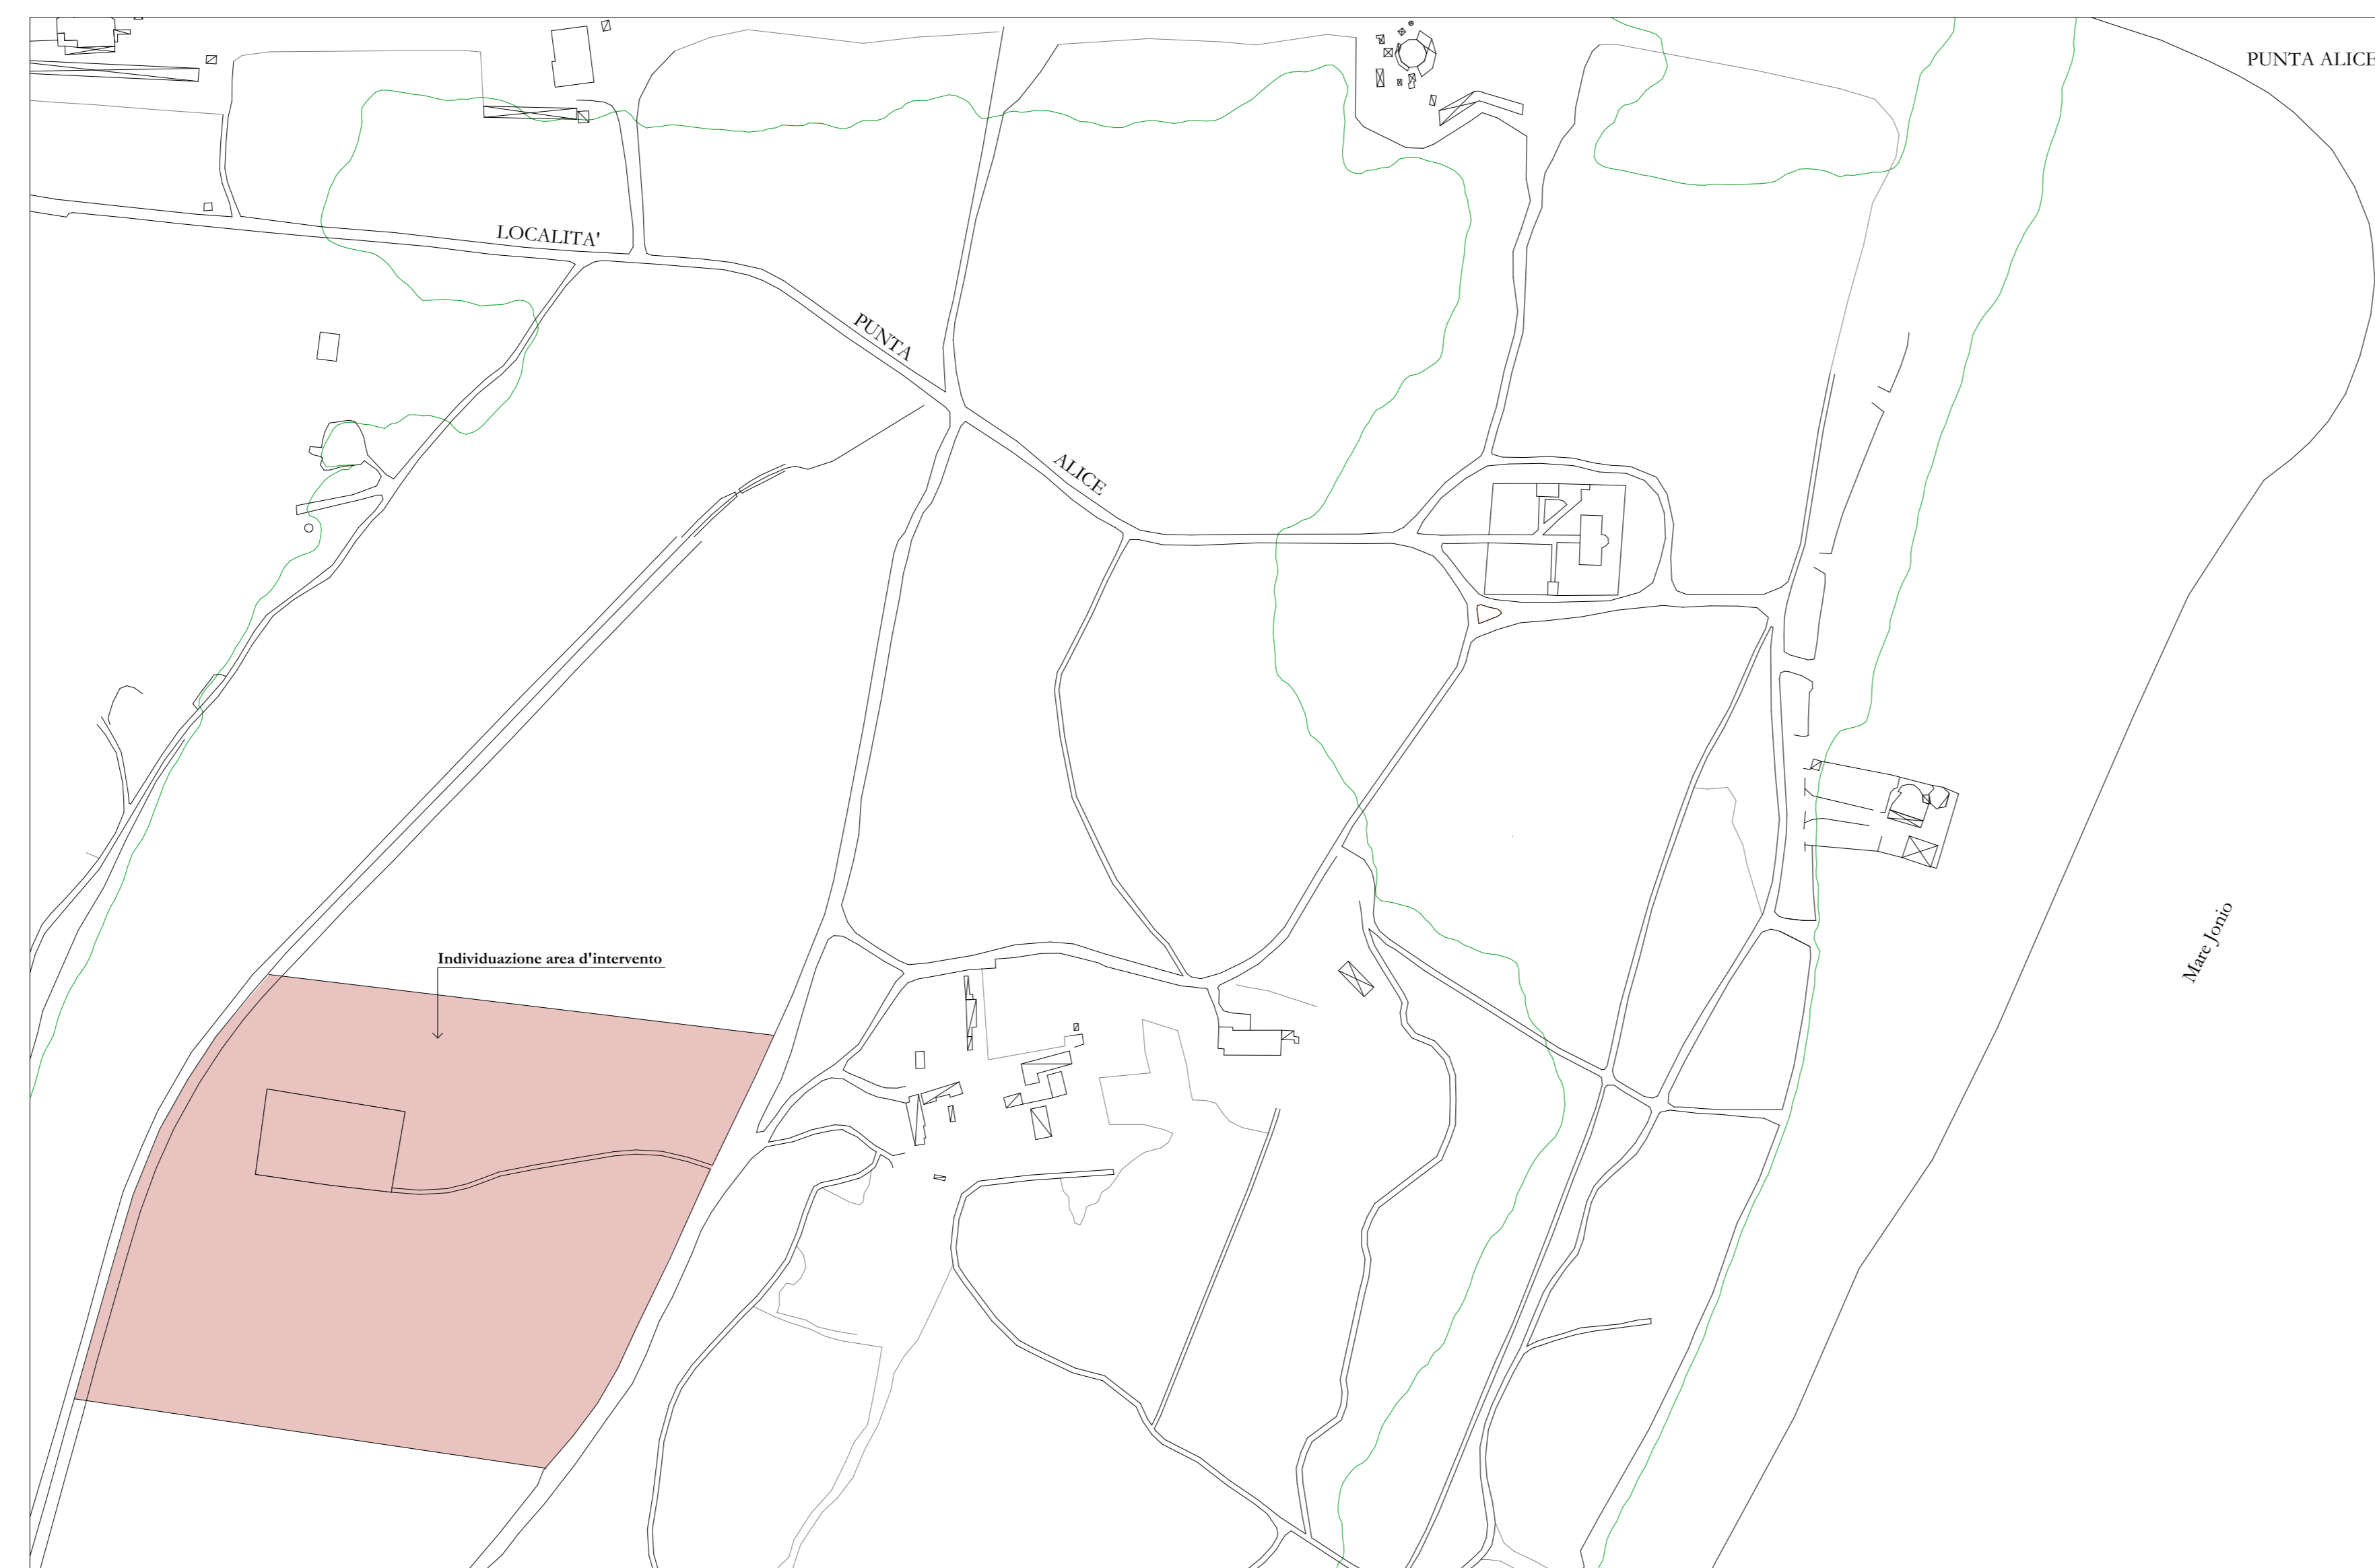 PUNTA ALICE
LOCALITA'
PUNTA
ALICE
Individuazione area d'intervento
Mare Jonio